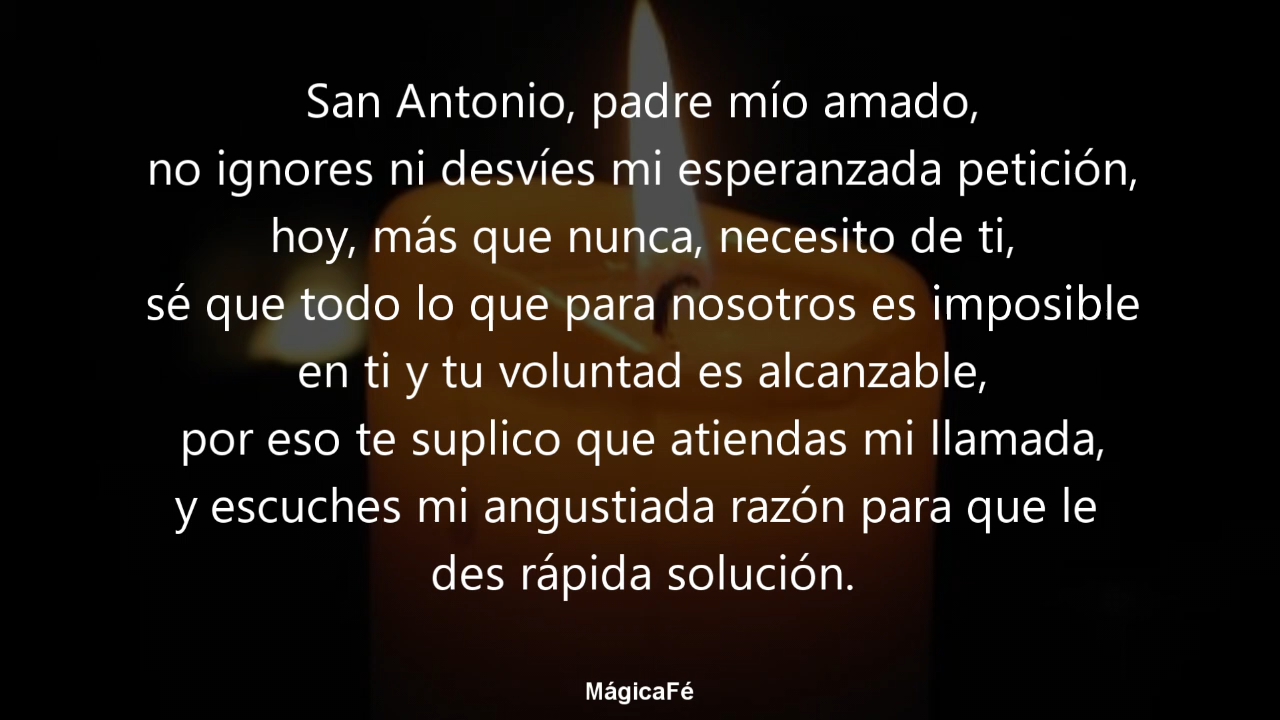 San Antonio, padre mío amado,
no ignores ni desvíes mi esperanzada petición,
hoy, más que nunca, necesito de ti,
sé que todo lo que para nosotros es imposible
en ti y tu voluntad es alcanzable,
por eso te suplico que atiendas mi llamada,
y escuches mi angustiada razón para que le
des rápida solución.
MágicaFé